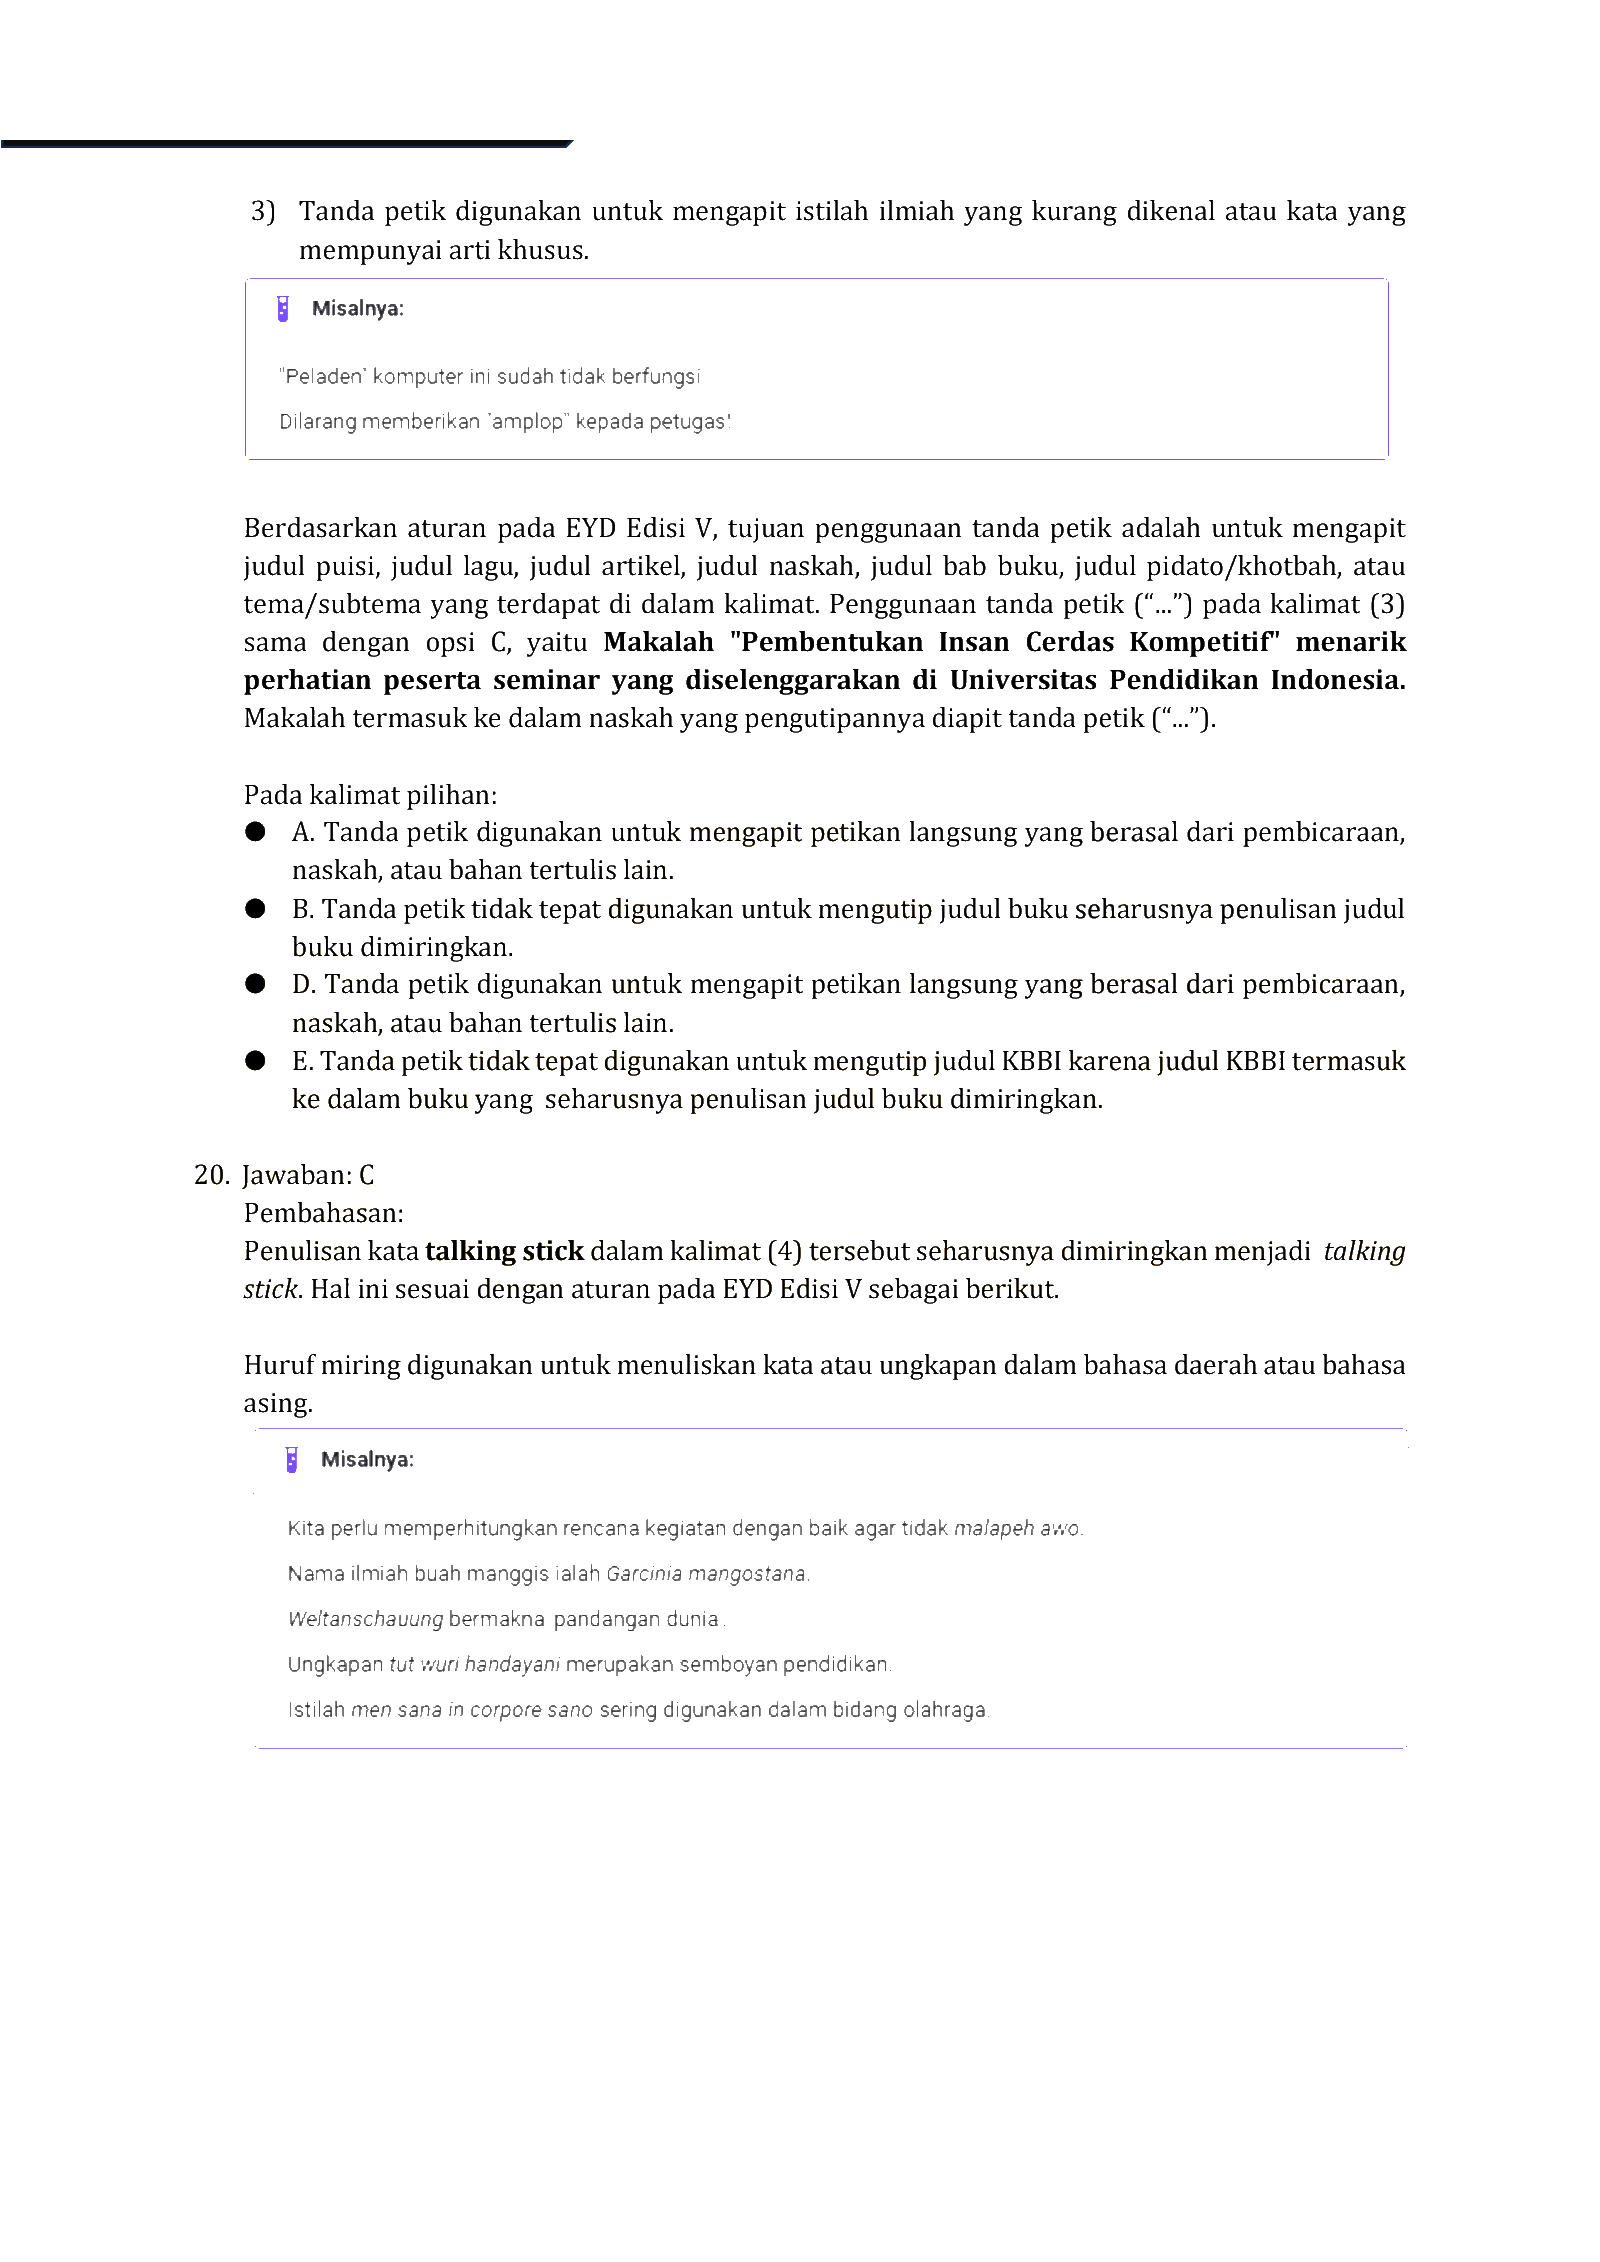 3) Tanda petik digunakan untuk mengapit istilah ilmiah yang kurang dikenal atau kata yang
mempunyai arti khusus.
Misalnya:
"Peladen" komputer ini sudah tidak berfungsi
Dilarang memberikan "amplop" kepada petugas!
Berdasarkan aturan pada EYD Edisi V, tujuan penggunaan tanda petik adalah untuk mengapit
judul puisi, judul lagu, judul artikel, judul naskah, judul bab buku, judul pidato/khotbah, atau
tema/subtema yang terdapat di dalam kalimat. Penggunaan tanda petik (“...”) pada kalimat (3)
sama dengan opsi C, yaitu Makalah "Pembentukan Insan Cerdas Kompetitif" menarik
perhatian peserta seminar yang diselenggarakan di Universitas Pendidikan Indonesia.
Makalah termasuk ke dalam naskah yang pengutipannya diapit tanda petik (“...”).
Pada kalimat pilihan:
● A. Tanda petik digunakan untuk mengapit petikan langsung yang berasal dari pembicaraan,
naskah, atau bahan tertulis lain.
● B. Tanda petik tidak tepat digunakan untuk mengutip judul buku seharusnya penulisan judul
buku dimiringkan.
● D. Tanda petik digunakan untuk mengapit petikan langsung yang berasal dari pembicaraan,
naskah, atau bahan tertulis lain.
● E. Tanda petik tidak tepat digunakan untuk mengutip judul KBBI karena judul KBBI termasuk
ke dalam buku yang seharusnya penulisan judul buku dimiringkan.
20. Jawaban: C
Pembahasan:
Penulisan kata talking stick dalam kalimat (4) tersebut seharusnya dimiringkan menjadi talking
stick. Hal ini sesuai dengan aturan pada EYD Edisi V sebagai berikut.
Huruf miring digunakan untuk menuliskan kata atau ungkapan dalam bahasa daerah atau bahasa
asing.
Misalnya:
Kita perlu memperhitungkan rencana kegiatan dengan baik agar tidak malapeh awo.
Nama ilmiah buah manggis ialah Garcinia mangostana.
Weltanschauung bermakna pandangan dunia.
Ungkapan tut wuri handayani merupakan semboyan pendidikan.
Istilah men sana in corpore sano sering digunakan dalam bidang olahraga.